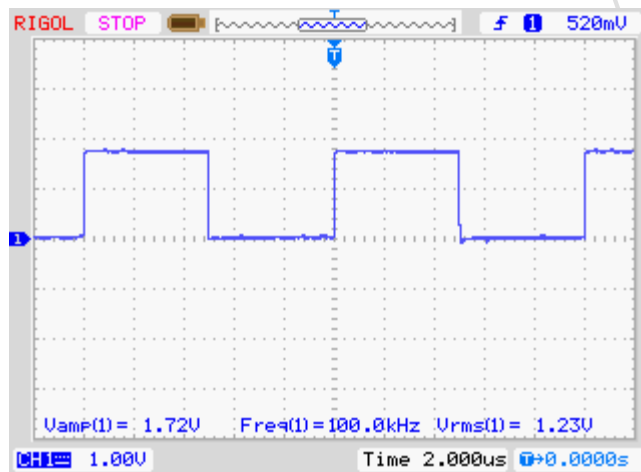 RIGOL STOP T f 1 520mV
T
1
Vamp(1)= 1.72V Freq(1)=100.0kHz Vrms(1)= 1.23V
CH1 1.00V Time 2.000us T→0.0000s